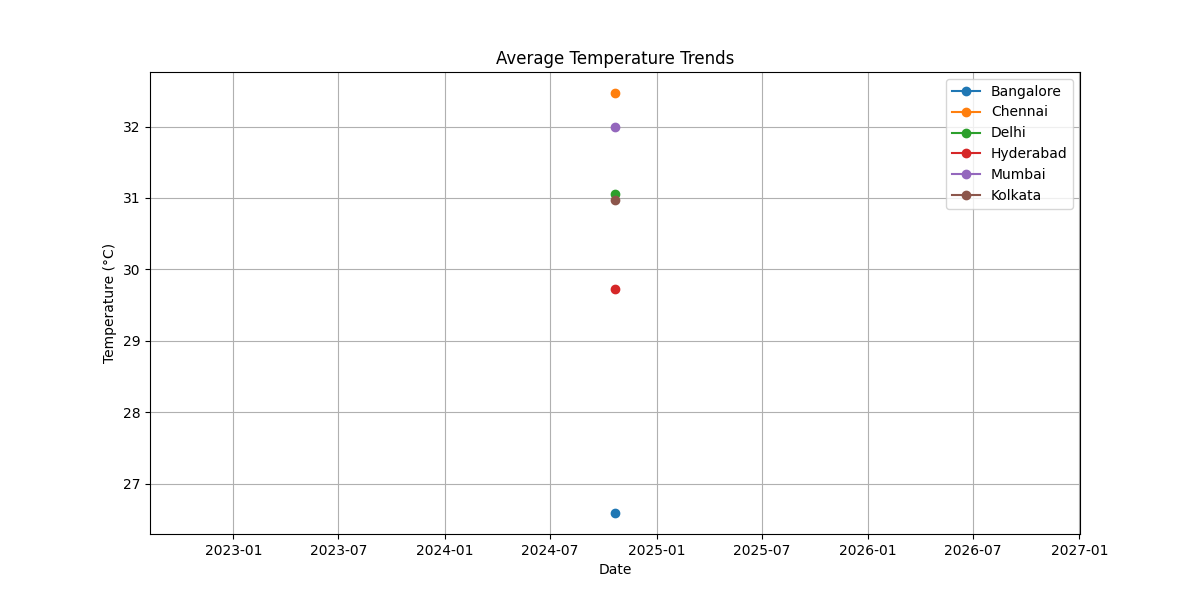 Average Temperature Trends
Bangalore
Chennai
Delhi
Hyderabad
Mumbai
Kolkata
Temperature (°C)
32
31
30
29
28
27
2023-01
2023-07
2024-01
2024-07
2025-01
2025-07
2026-01
2026-07
2027-01
Date